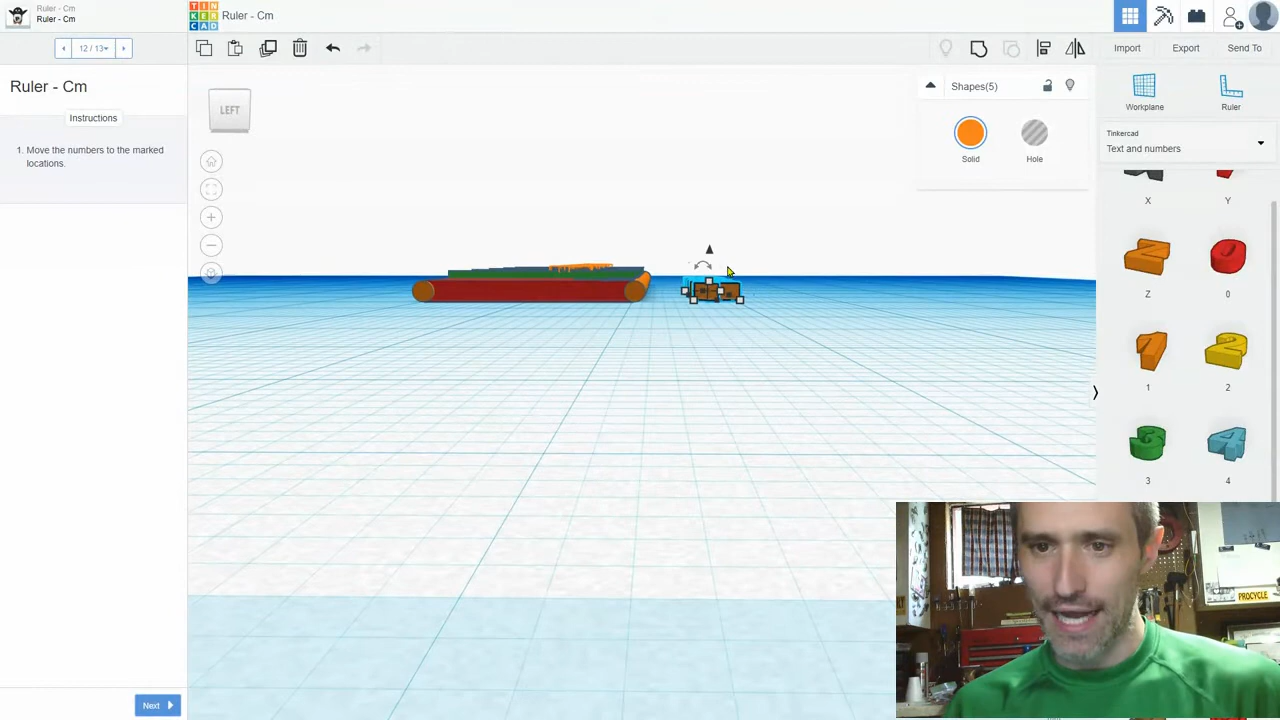 Ruler - Cm
Ruler - Cm
TIN
KER
CAD
Ruler - Cm
12 / 13
Import
Export
Send To
Ruler - Cm
Instructions
1. Move the numbers to the marked
locations.
LEFT
Shapes(5)
Solid
Hole
Workplane
Ruler
Tinkercad
Text and numbers
X
Y
Z
0
1
2
3
4
PROCYCLE
Next